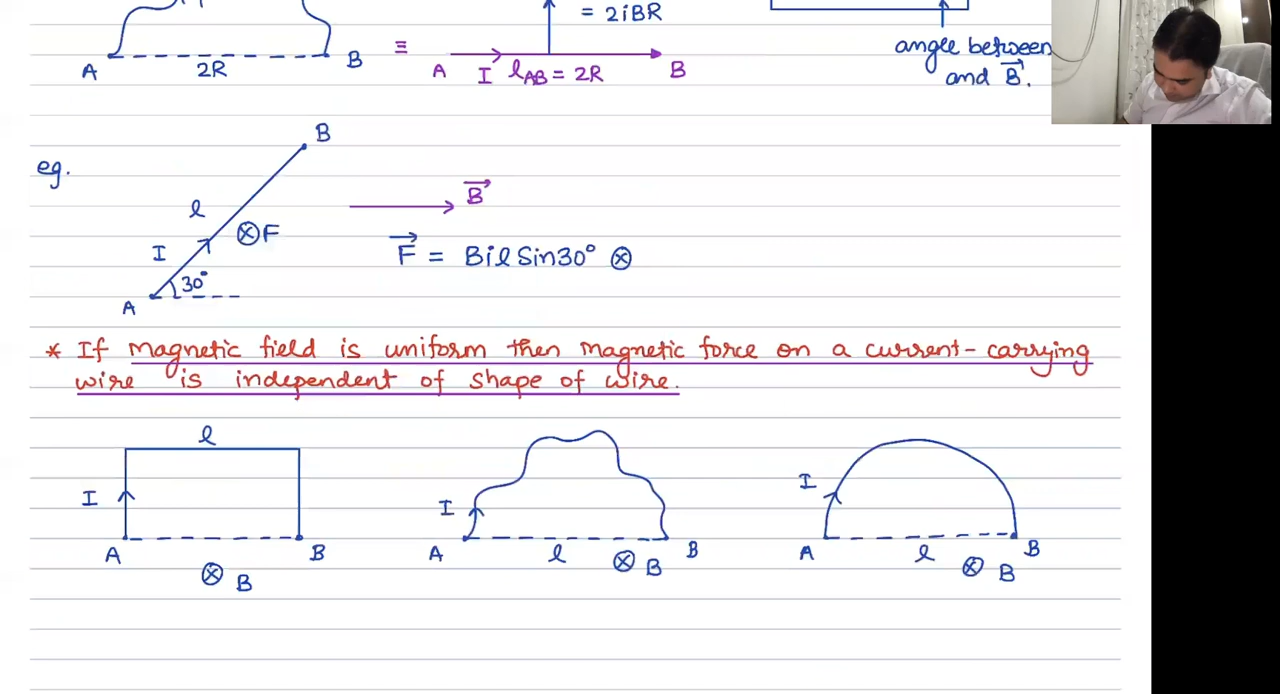 = 2iBR
A 2R B ≡ A I l_AB = 2R B
angle between
and B⃗.
eg.
B
l
I
⊗F
30°
A
B⃗
F⃗ = Bil Sin30° ⊗
* If magnetic field is uniform then magnetic force on a current-carrying
wire is independent of shape of wire.
l
I
A B
⊗ B
I
A l B
⊗ B
I
A l B
⊗ B